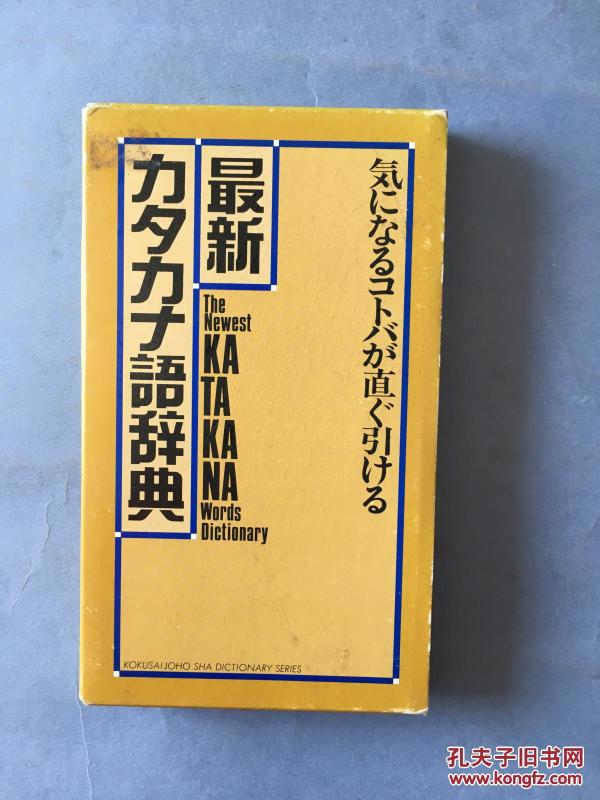 気になるコトバが直ぐ引ける
最新
カタカナ語辞典
The
Newest
KA
TA
KA
NA
Words
Dictionary
KOKUSAIJOHO SHA DICTIONARY SERIES
孔夫子旧书网
www.kongfz.com